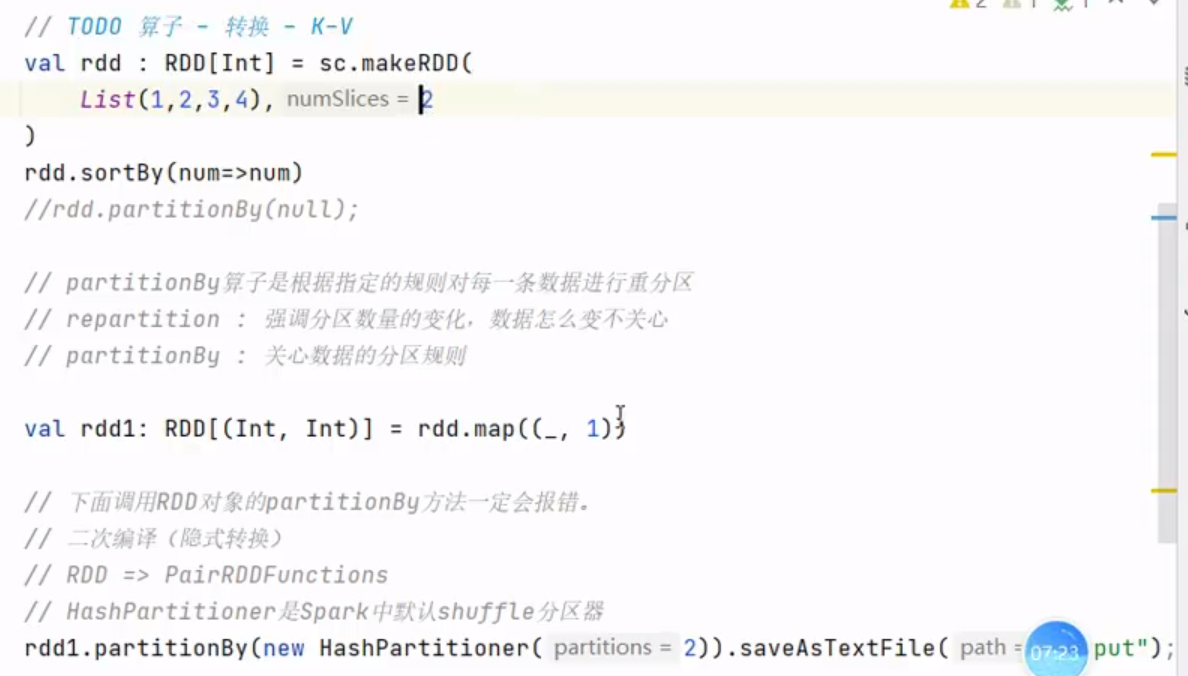 // TODO 算子 - 转换 - K-V
val rdd : RDD[Int] = sc.makeRDD(
List(1,2,3,4), numSlices = 2
)
rdd.sortBy(num=>num)
//rdd.partitionBy(null);
// partitionBy算子是根据指定的规则对每一条数据进行重分区
// repartition : 强调分区数量的变化，数据怎么变不关心
// partitionBy : 关心数据的分区规则
val rdd1: RDD[(Int, Int)] = rdd.map((_, 1))
// 下面调用RDD对象的partitionBy方法一定会报错。
// 二次编译（隐式转换）
// RDD => PairRDDFunctions
// HashPartitioner是Spark中默认shuffle分区器
rdd1.partitionBy(new HashPartitioner( partitions = 2)).saveAsTextFile( path = 07:23 put");